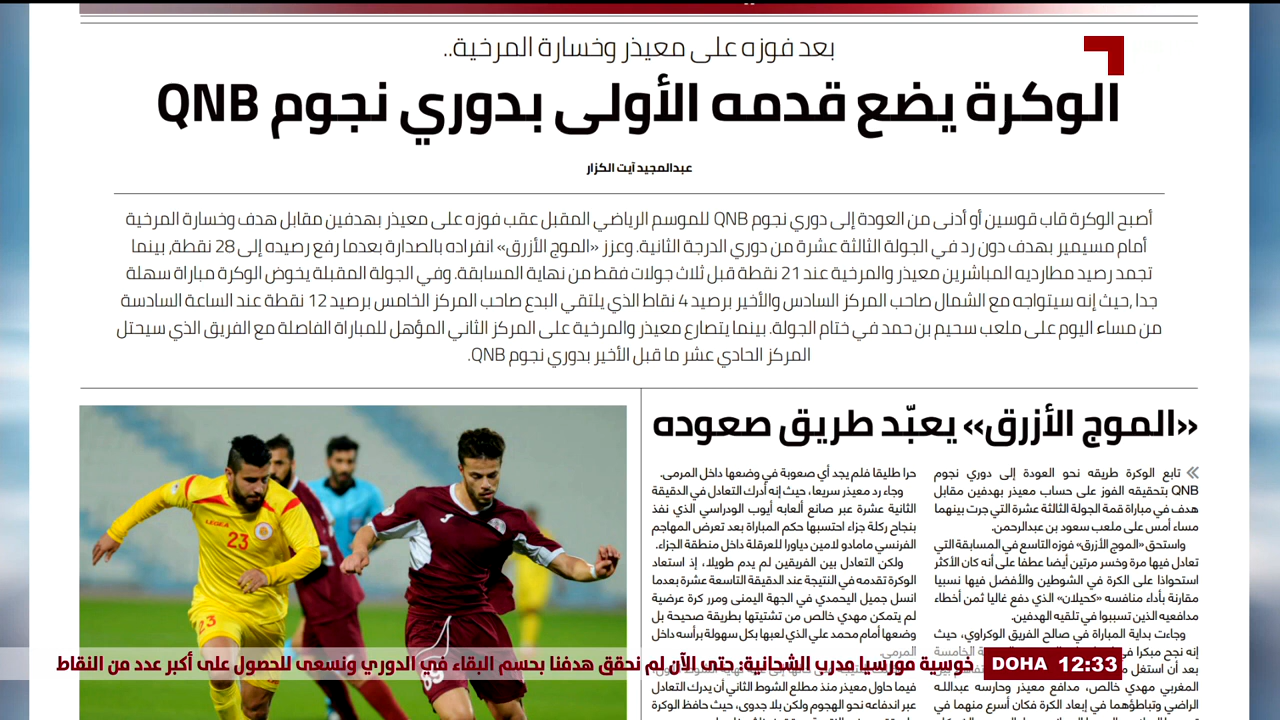 بعد فوزه على معيذر وخسارة المرخية..
الوكرة يضع قدمه الأولى بدوري نجوم QNB
عبدالمجيد آيت الكزار
أصبح الوكرة قاب قوسين أو أدنى من العودة إلى دوري نجوم QNB للموسم الرياضي المقبل عقب فوزه على معيذر بهدفين مقابل هدف وخسارة المرخية
أمام مسيمير بهدف دون رد في الجولة الثالثة عشرة من دوري الدرجة الثانية. وعزز «الموج الأزرق» انفراده بالصدارة بعدما رفع رصيده إلى 28 نقطة، بينما
تجمد رصيد مطارديه المباشرين معيذر والمرخية عند 21 نقطة قبل ثلاث جولات فقط من نهاية المسابقة. وفي الجولة المقبلة يخوض الوكرة مباراة سهلة
جدا ،حيث إنه سيتواجه مع الشمال صاحب المركز السادس والأخير برصيد 4 نقاط الذي يلتقي البدع صاحب المركز الخامس برصيد 12 نقطة عند الساعة السادسة
من مساء اليوم على ملعب سحيم بن حمد في ختام الجولة. بينما يتصارع معيذر والمرخية على المركز الثاني المؤهل للمباراة الفاصلة مع الفريق الذي سيحتل
المركز الحادي عشر ما قبل الأخير بدوري نجوم QNB.
«الموج الأزرق» يعبّد طريق صعوده
تابع الوكرة طريقه نحو العودة إلى دوري نجوم
QNB بتحقيقه الفوز على حساب معيذر بهدفين مقابل
هدف في مباراة قمة الجولة الثالثة عشرة التي جرت بينهما
مساء أمس على ملعب سعود بن عبدالرحمن.
واستحق «الموج الأزرق» فوزه التاسع في المسابقة التي
تعادل فيها مرة وخسر مرتين أيضا عطفا على أنه كان الأكثر
استحواذا على الكرة في الشوطين والأفضل فيها نسبيا
مقارنة بأداء منافسه «كحيلان» الذي دفع غاليا ثمن أخطاء
مدافعيه الذين تسببوا في تلقيه الهدفين.
وجاءت بداية المباراة في صالح الفريق الوكراوي، حيث
إنه نجح مبكرا في الخامسة
بعد أن استغل
المغربي مهدي خالص، مدافع معيذر وحارسه عبدالله
الراضي وتباطؤهما في إبعاد الكرة فكان أسرع منهما في
حرا طليقا فلم يجد أي صعوبة في وضعها داخل المرمى.
وجاء رد معيذر سريعا، حيث إنه أدرك التعادل في الدقيقة
الثانية عشرة عبر صانع ألعابه أيوب الودراسي الذي نفذ
بنجاح ركلة جزاء احتسبها حكم المباراة بعد تعرض المهاجم
الفرنسي مامادو لامين دياورا للعرقلة داخل منطقة الجزاء.
ولكن التعادل بين الفريقين لم يدم طويلا، إذ استعاد
الوكرة تقدمه في النتيجة عند الدقيقة التاسعة عشرة بعدما
انسل جميل اليحمدي في الجهة اليمنى ومرر كرة عرضية
لم يتمكن مهدي خالص من تشتيتها بطريقة صحيحة بل
وضعها أمام محمد علي الذي لعبها بكل سهولة برأسه داخل
المرمى.
فيما حاول معيذر منذ مطلع الشوط الثاني أن يدرك التعادل
عبر اندفاعه نحو الهجوم ولكن بلا جدوى، حيث حافظ الوكرة
LEGEA
23
23
DOHA 12:33
خوسية مورسيا مدرب الشحانية: حتى الآن لم نحقق هدفنا بحسم البقاء في الدوري ونسعى للحصول على أكبر عدد من النقاط